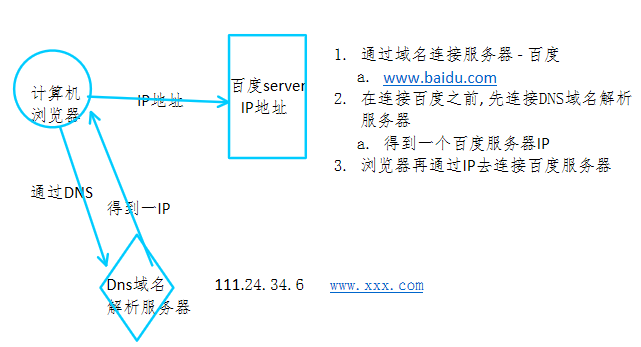 计算机
浏览器
IP地址
百度server
IP地址
通过DNS
得到一IP
Dns域名
解析服务器
111.24.34.6
www.xxx.com
1. 通过域名连接服务器-百度
a. www.baidu.com
2. 在连接百度之前,先连接DNS域名解析
服务器
a. 得到一个百度服务器IP
3. 浏览器再通过IP去连接百度服务器